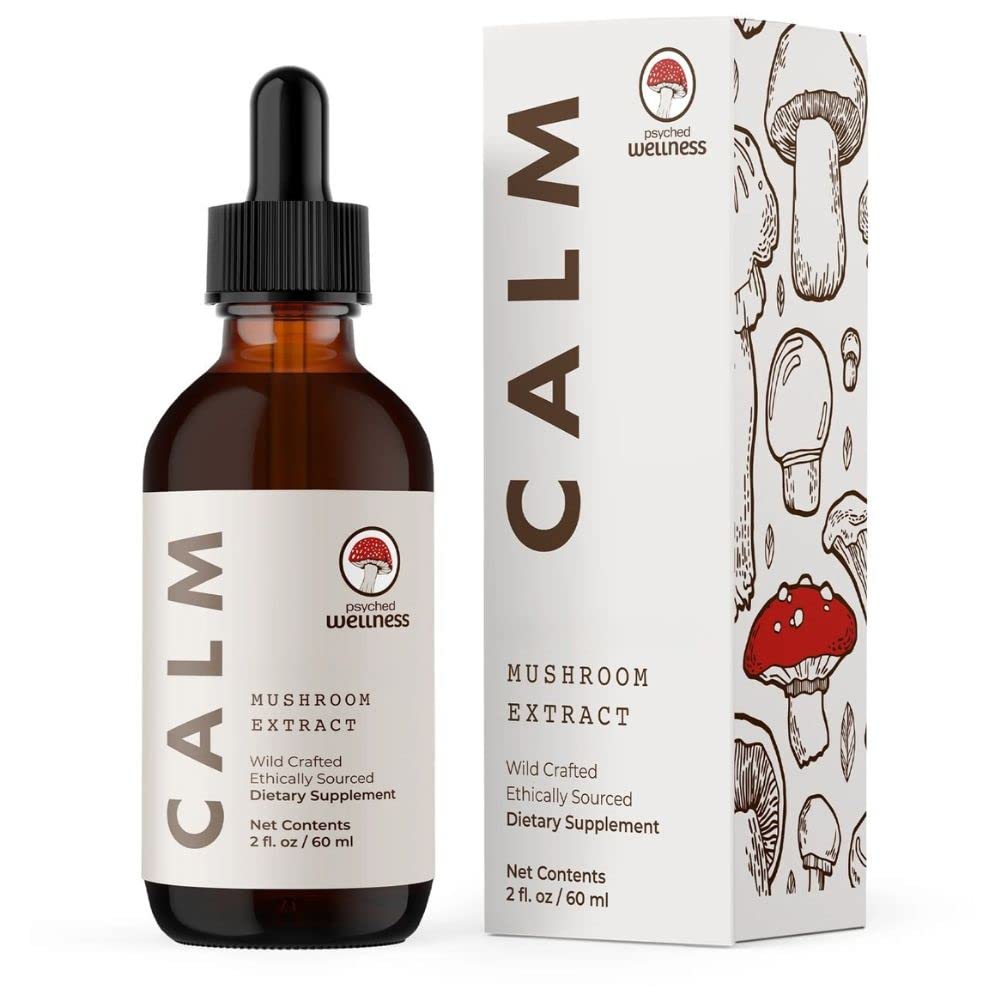 CALM
psyched
wellness
MUSHROOM
EXTRACT
Wild Crafted
Ethically Sourced
Dietary Supplement
Net Contents
2 fl. oz / 60 ml
CALM
psyched
wellness
MUSHROOM
EXTRACT
Wild Crafted
Ethically Sourced
Dietary Supplement
Net Contents
2 fl. oz / 60 ml